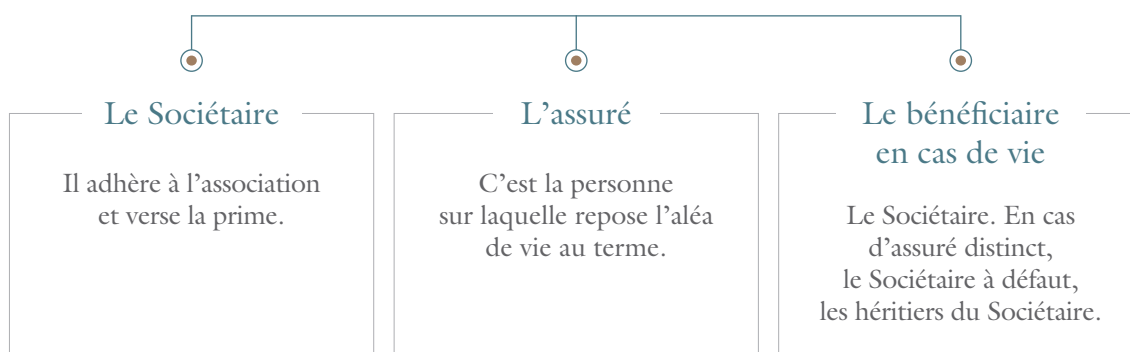 Le Sociétaire
Il adhère à l’association
et verse la prime.
L’assuré
C’est la personne
sur laquelle repose l’aléa
de vie au terme.
Le bénéficiaire
en cas de vie
Le Sociétaire. En cas
d’assuré distinct,
le Sociétaire à défaut,
les héritiers du Sociétaire.